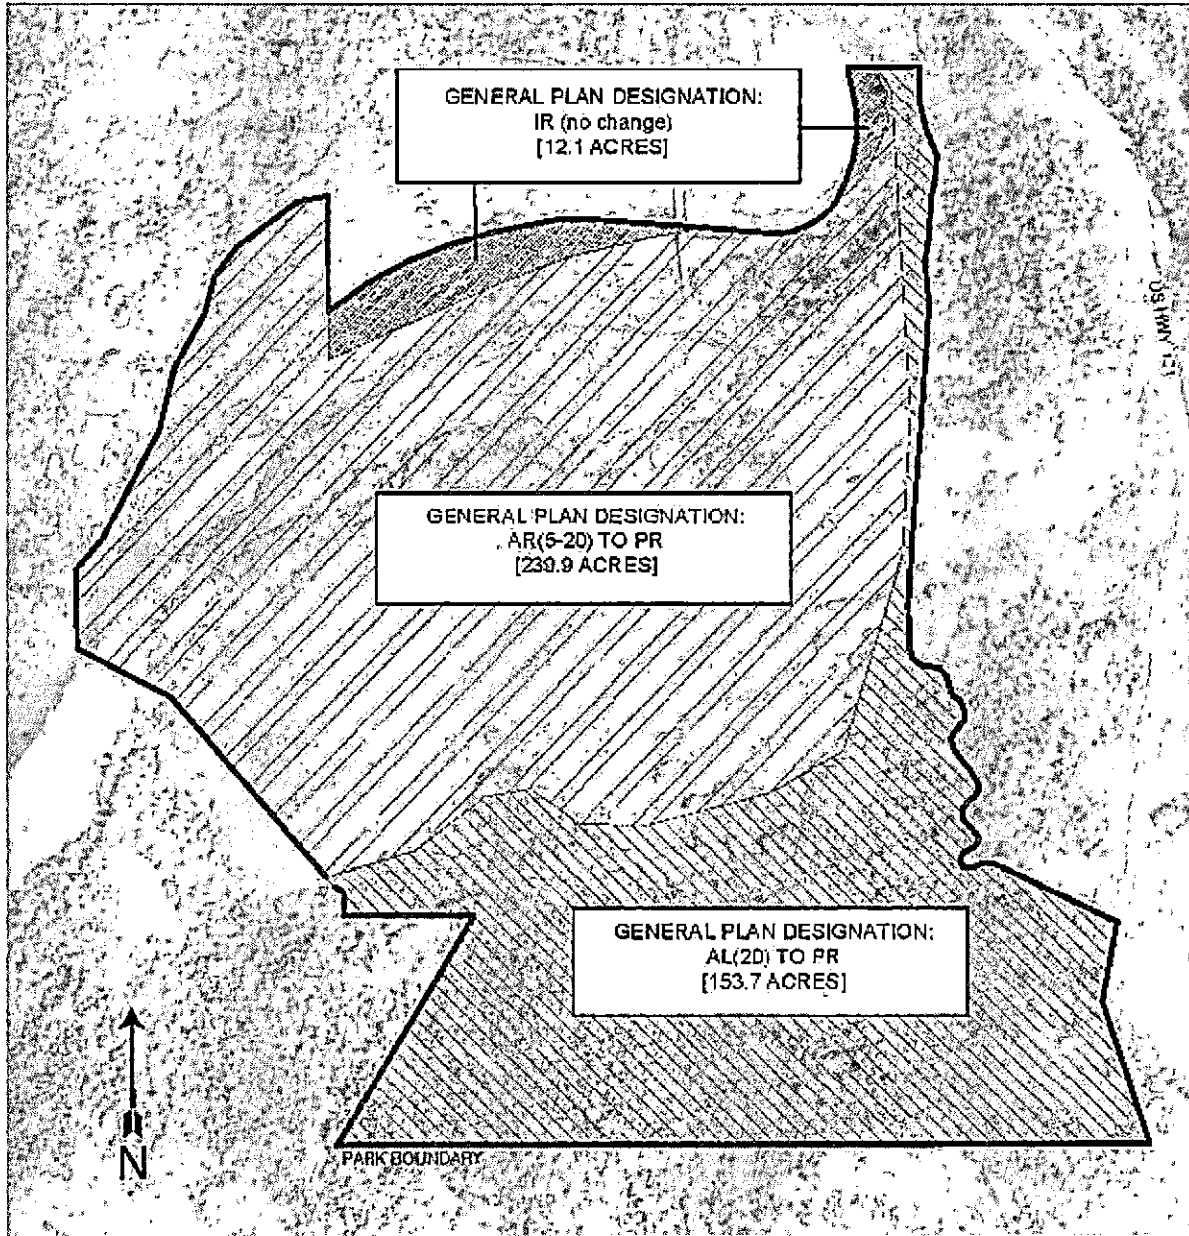 GENERAL PLAN DESIGNATION:
IR (no change)
[12.1 ACRES]
US HWY 101
GENERAL PLAN DESIGNATION:
AR(5-20) TO PR
[239.9 ACRES]
GENERAL PLAN DESIGNATION:
AL(20) TO PR
[153.7 ACRES]
N
PARK BOUNDARY